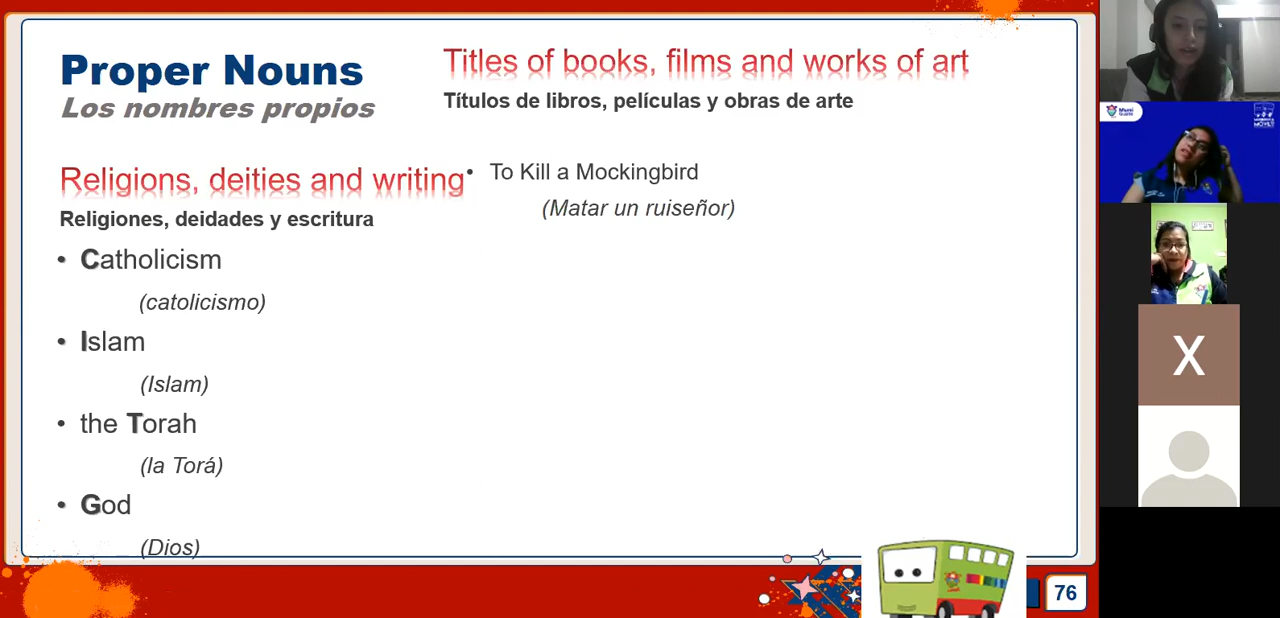 Proper Nouns
Los nombres propios
Religions, deities and writing
Religiones, deidades y escritura
• Catholicism
(catolicismo)
• Islam
(Islam)
• the Torah
(la Torá)
• God
(Dios)
Titles of books, films and works of art
Títulos de libros, películas y obras de arte
• To Kill a Mockingbird
(Matar un ruiseñor)
76
X